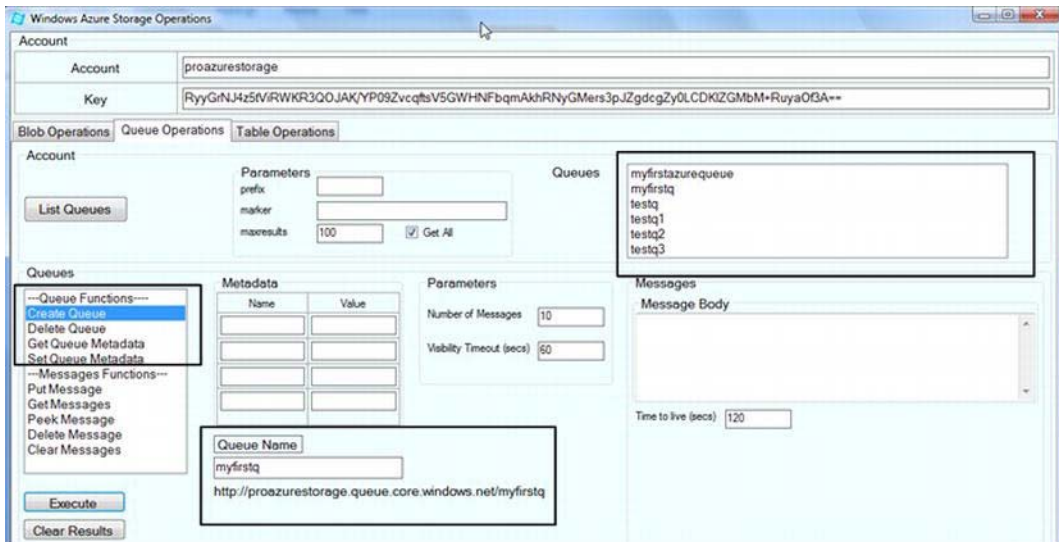 Windows Azure Storage Operations
Account
Account
proazurestorage
Key
Blob Operations
Queue Operations
Table Operations
Account
List Queues
Parameters
prefix
marker
maxresults
100
Get All
Queues
myfirstazurequeue
myfirstq
testq
testq1
testq2
testq3
Queues
---Queue Functions----
Create Queue
Delete Queue
Get Queue Metadata
Set Queue Metadata
---Messages Functions---
Put Message
Get Messages
Peek Message
Delete Message
Clear Messages
Execute
Clear Results
Metadata
Name
Value
Queue Name
myfirstq
http://proazurestorage.queue.core.windows.net/myfirstq
Parameters
Number of Messages
10
Visibility Timeout (secs)
60
Messages
Message Body
Time to live (secs)
120